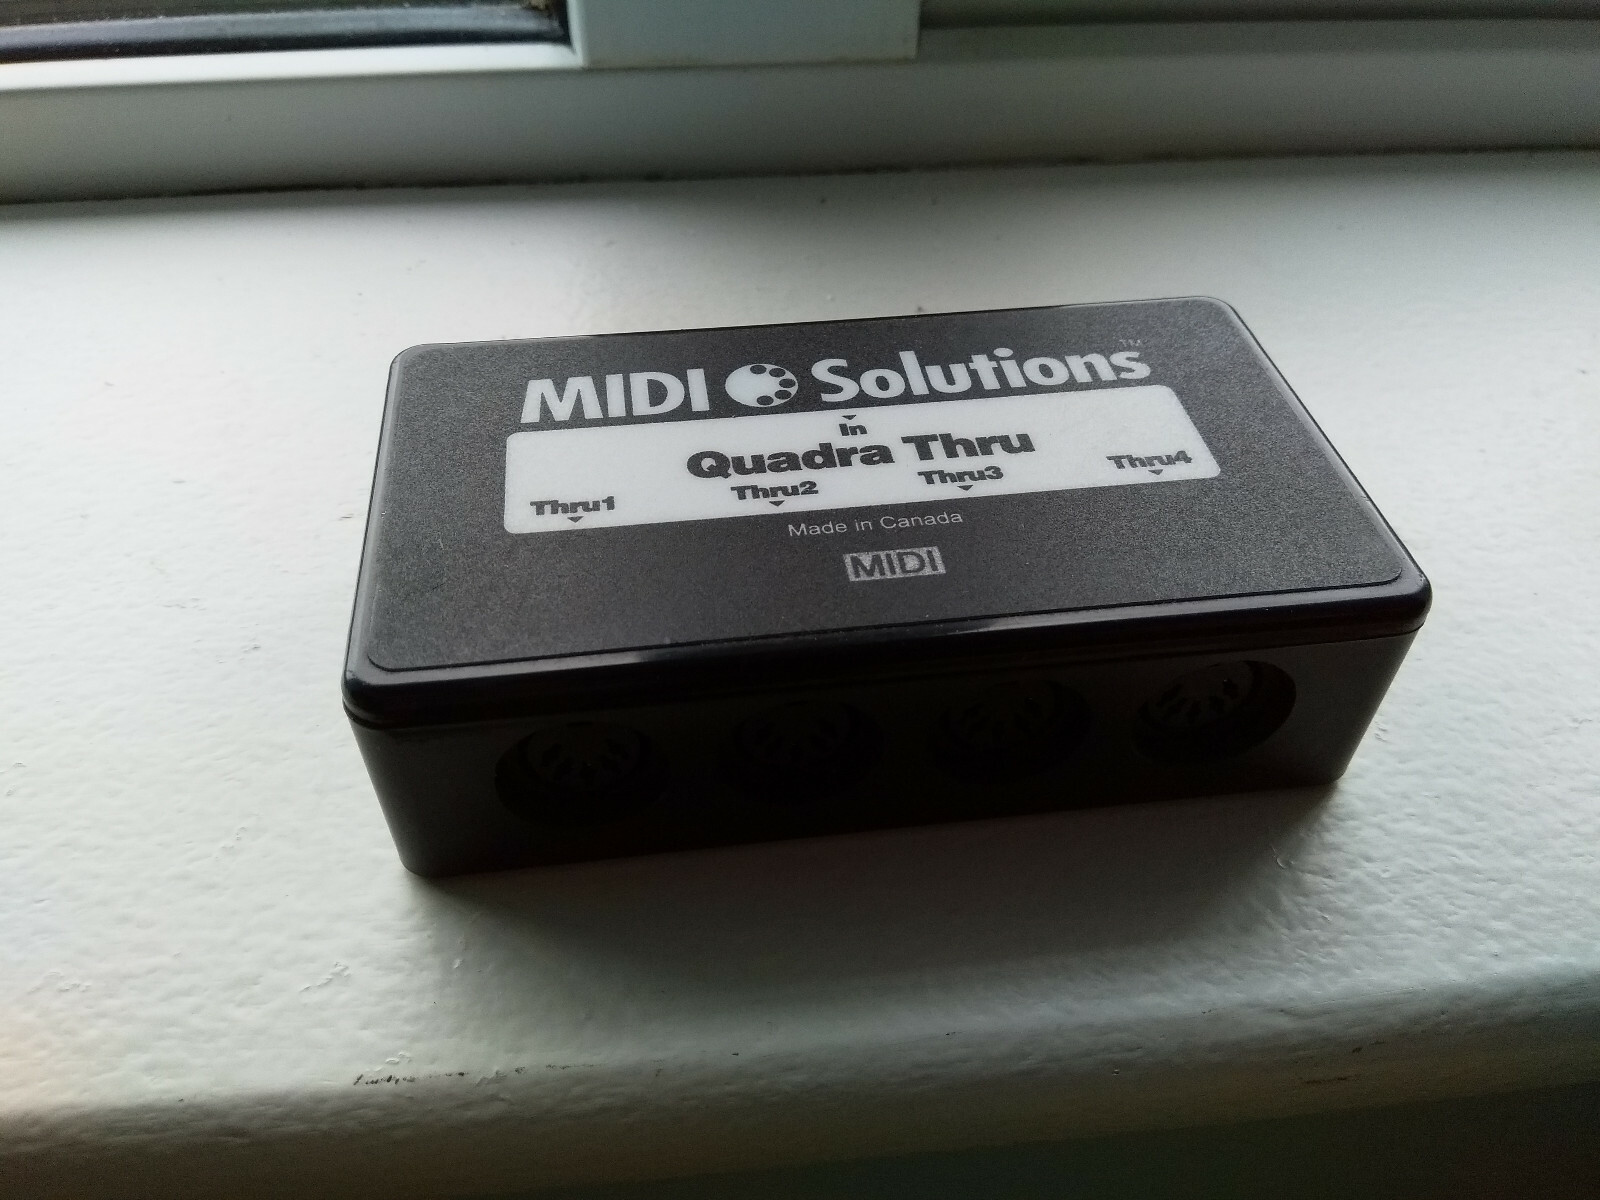 MIDI Solutions™
In
Quadra Thru
Thru1 Thru2 Thru3 Thru4
Made in Canada
MIDI